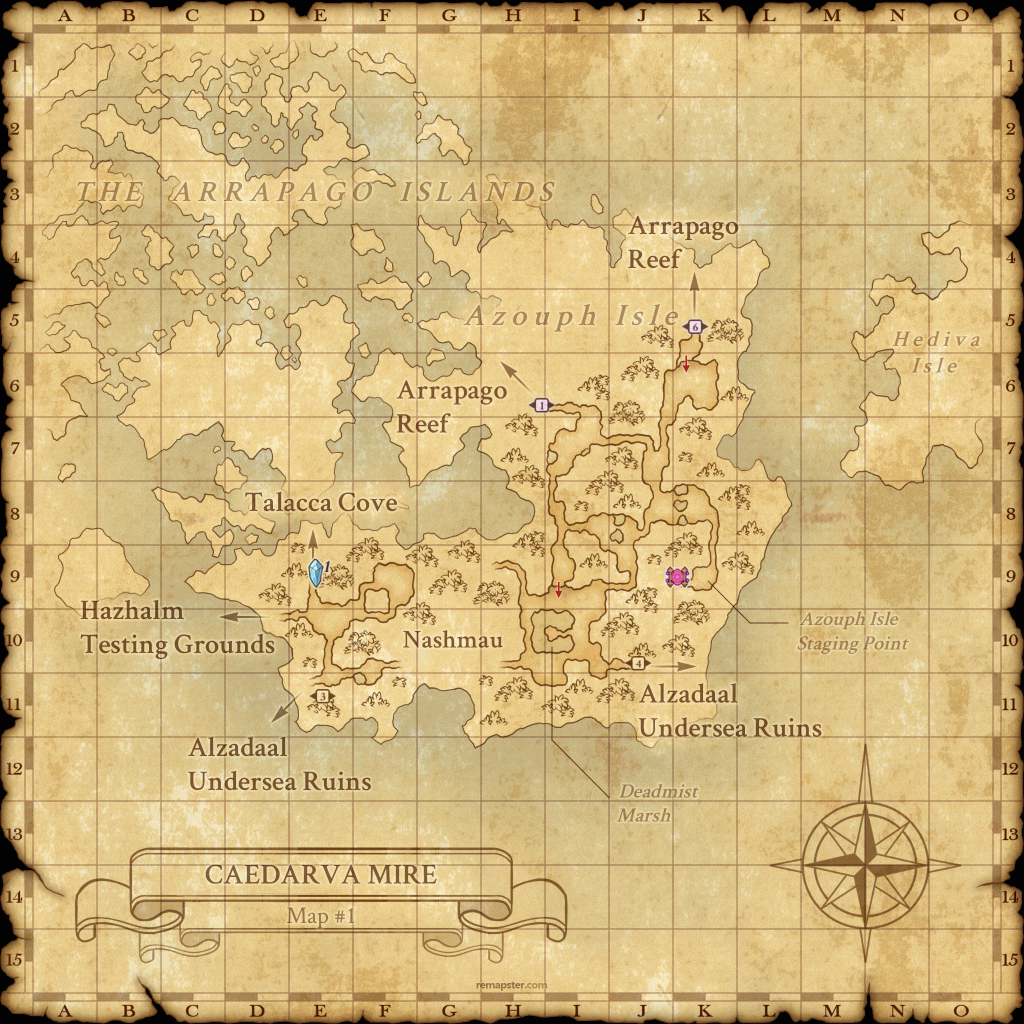 A B C D E F G H I J K L M N O
1 1
2 2
3 THE ARRAPAGO ISLANDS 3
Arrapago
Reef
4 4
5 Azouph Isle 6 5
Hediva
Isle
6 6
Arrapago
Reef
1
7 7
Talacca Cove
8 8
9 1 9
Hazhalm
Testing Grounds
Azouph Isle
Staging Point
10 Nashmau 10
4
Alzadaal
Undersea Ruins
11 3 11
Alzadaal
Undersea Ruins
12 12
Deadmist
Marsh
13 13
CAEDARVA MIRE
14 14
Map #1
15 15
remapster.com
A B C D E F G H I J K L M N O